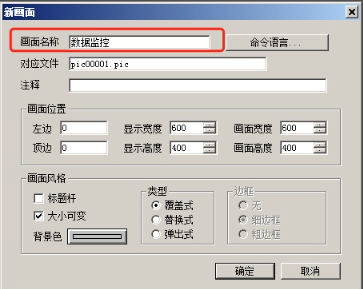 新画面
画面名称 数据监控 命令语言...
对应文件 pic00001.pic
注释
画面位置
左边 0 显示宽度 600 画面宽度 600
顶边 0 显示高度 400 画面高度 400
画面风格
标题杆
大小可变
背景色
类型
覆盖式
替换式
弹出式
边框
无
细边框
粗边框
确定 取消